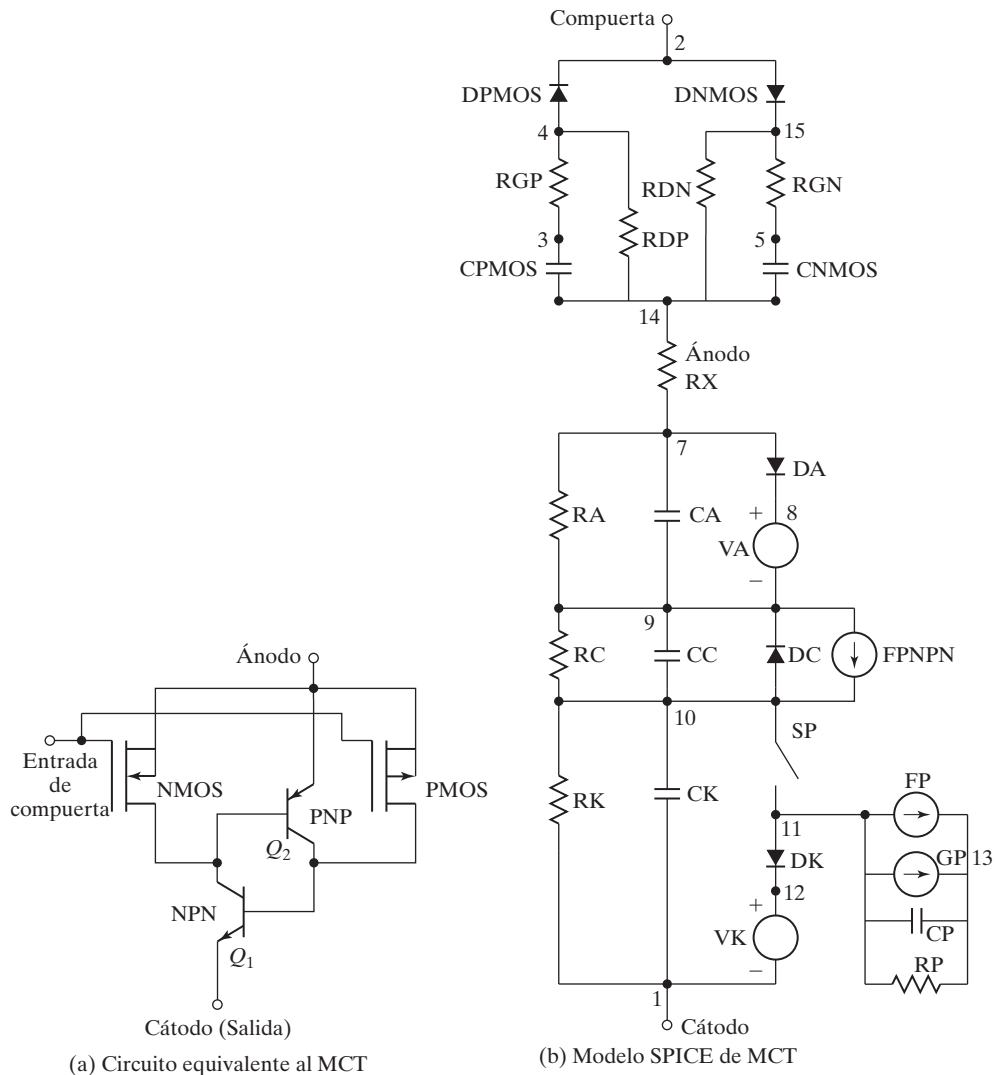 Compuerta
2
DPMOS
DNMOS
4
15
RGP
RDN
RGN
RDP
3
5
CPMOS
CNMOS
14
Ánodo
RX
7
DA
RA
CA
+
8
VA
−
9
RC
CC
DC
FPNPN
10
SP
RK
CK
FP
11
GP
13
DK
12
CP
+
VK
RP
−
1
Cátodo
(b) Modelo SPICE de MCT
Ánodo
Entrada
de
compuerta
NMOS
PNP
PMOS
Q2
NPN
Q1
Cátodo (Salida)
(a) Circuito equivalente al MCT